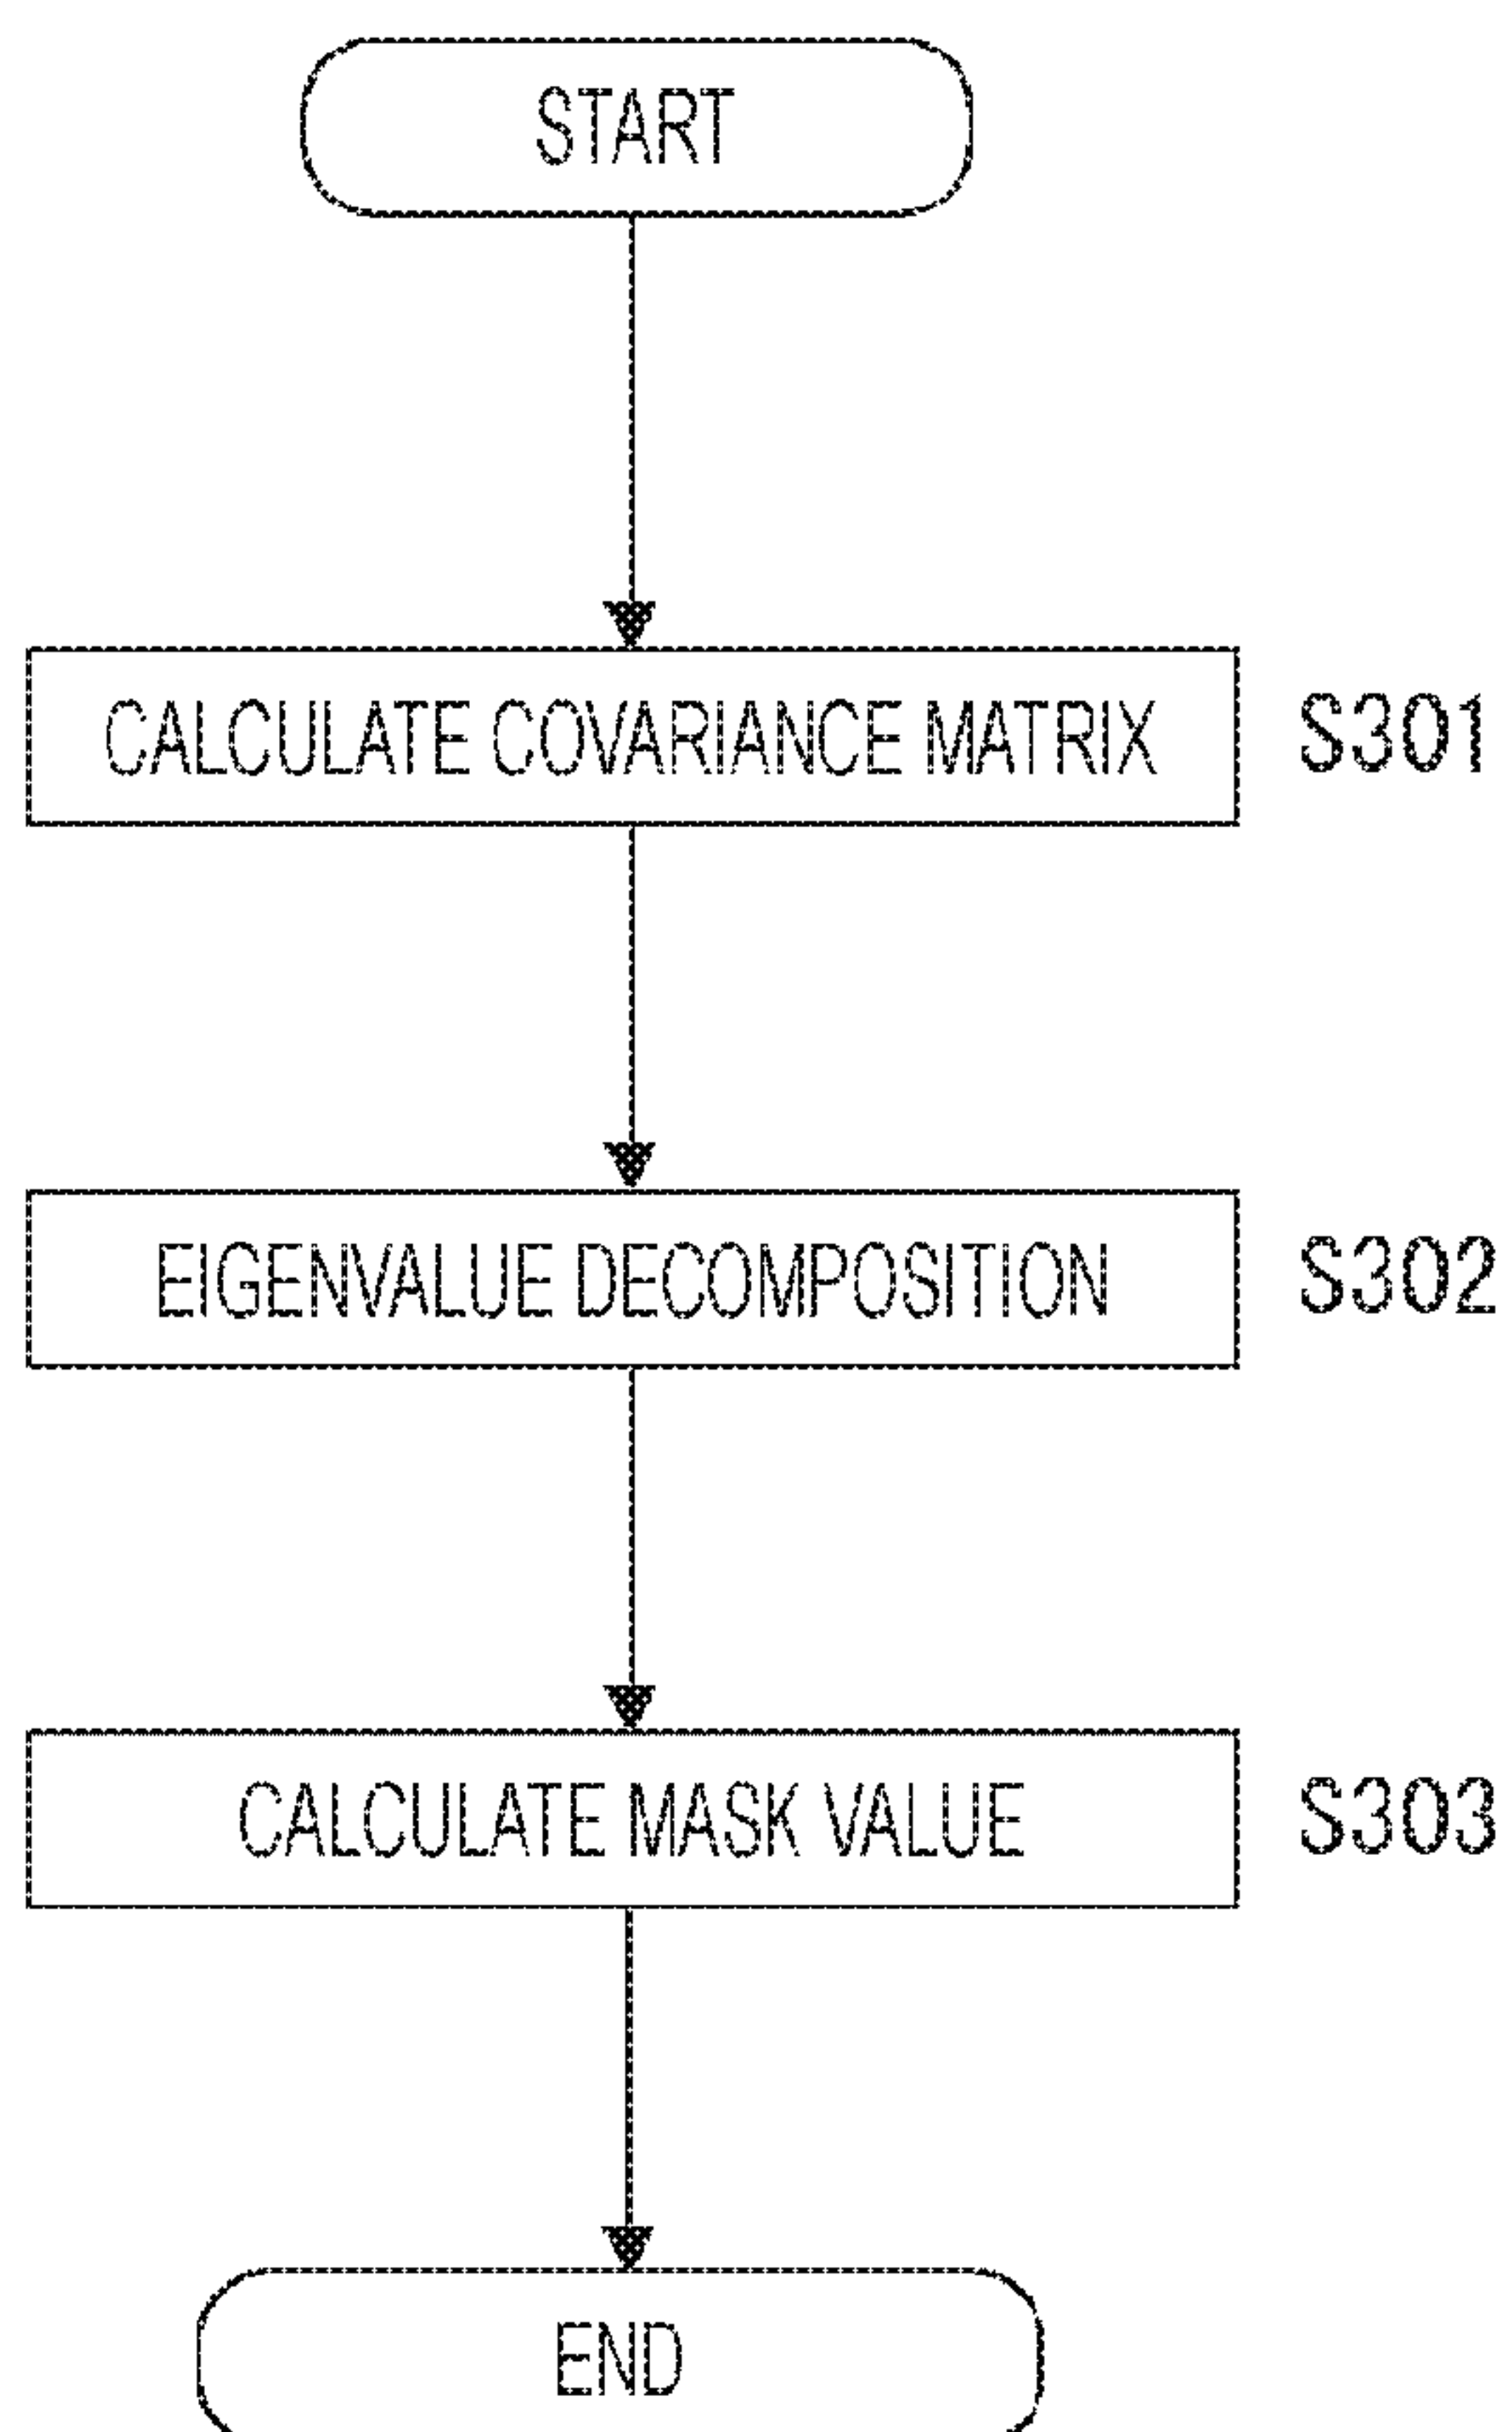 START
CALCULATE COVARIANCE MATRIX S301
EIGENVALUE DECOMPOSITION S302
CALCULATE MASK VALUE S303
END